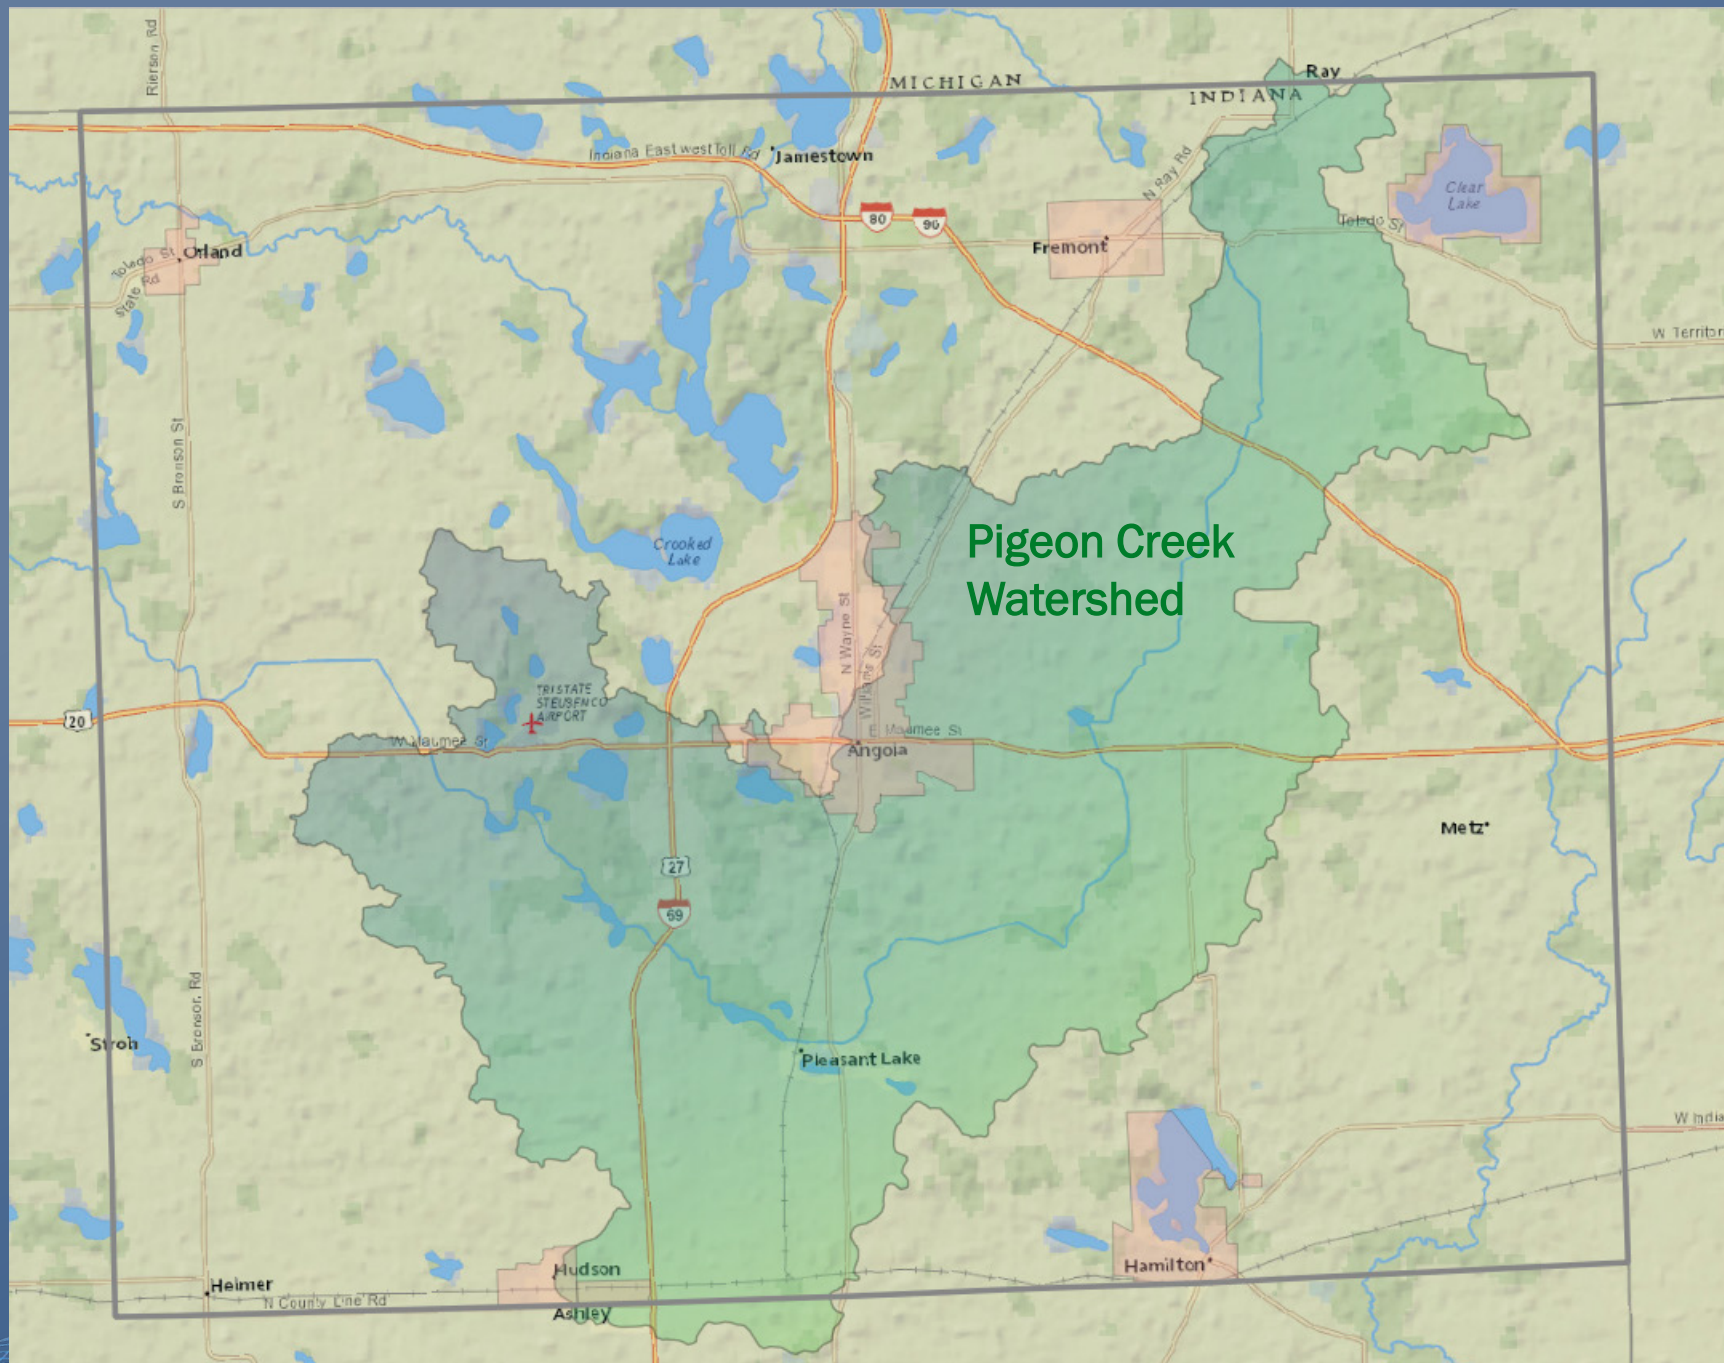 Rierson Rd
MICHIGAN
Ray
INDIANA
Indiana East west Toll Rd
Jamestown
N Ray Rd
Clear
Lake
80
90
Toledo St
Fremont
Toledo St
Orland
State Rd
W Territor
S Bronson St
Crooked
Lake
Pigeon Creek
Watershed
N Wayne St
Williams St
TRISTATE
STEUBEN CO
AIRPORT
20
W Maumee St
E Maumee St
Angola
Metz
27
69
S Bronson Rd
Stroh
Pleasant Lake
W India
Hamilton
Hudson
Helmer
N County Line Rd
Ashley